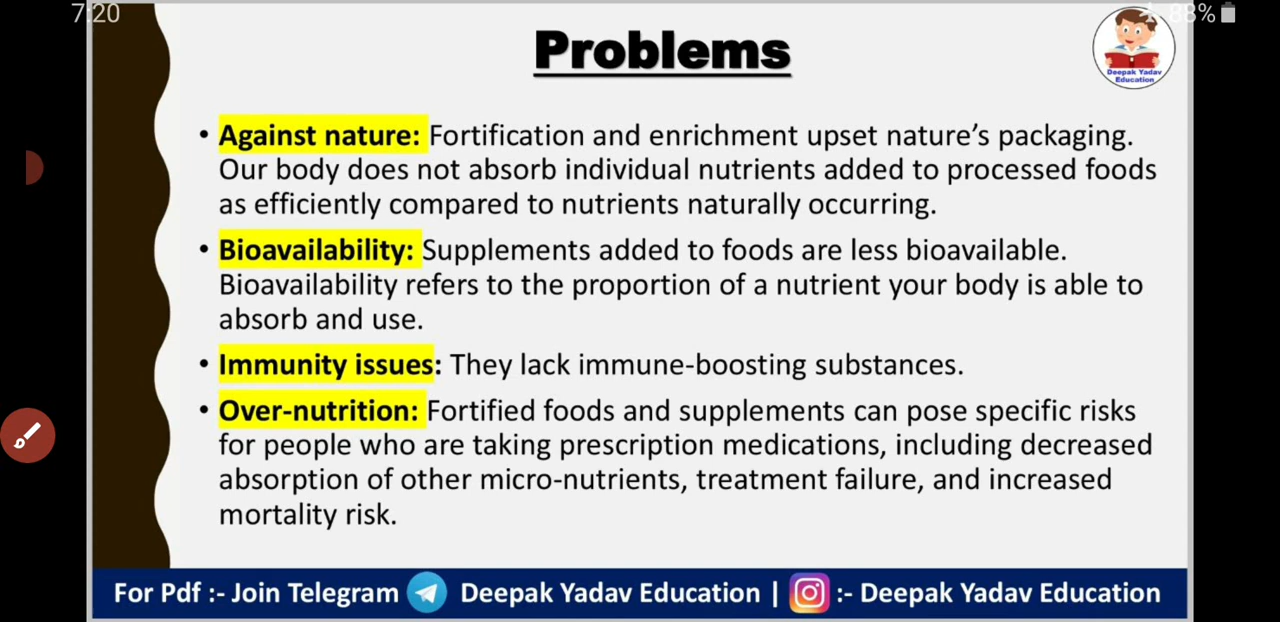 7:20
88%
Problems
Deepak Yadav
Education
• Against nature: Fortification and enrichment upset nature’s packaging.
Our body does not absorb individual nutrients added to processed foods
as efficiently compared to nutrients naturally occurring.
• Bioavailability: Supplements added to foods are less bioavailable.
Bioavailability refers to the proportion of a nutrient your body is able to
absorb and use.
• Immunity issues: They lack immune-boosting substances.
• Over-nutrition: Fortified foods and supplements can pose specific risks
for people who are taking prescription medications, including decreased
absorption of other micro-nutrients, treatment failure, and increased
mortality risk.
For Pdf :- Join Telegram Deepak Yadav Education | :- Deepak Yadav Education